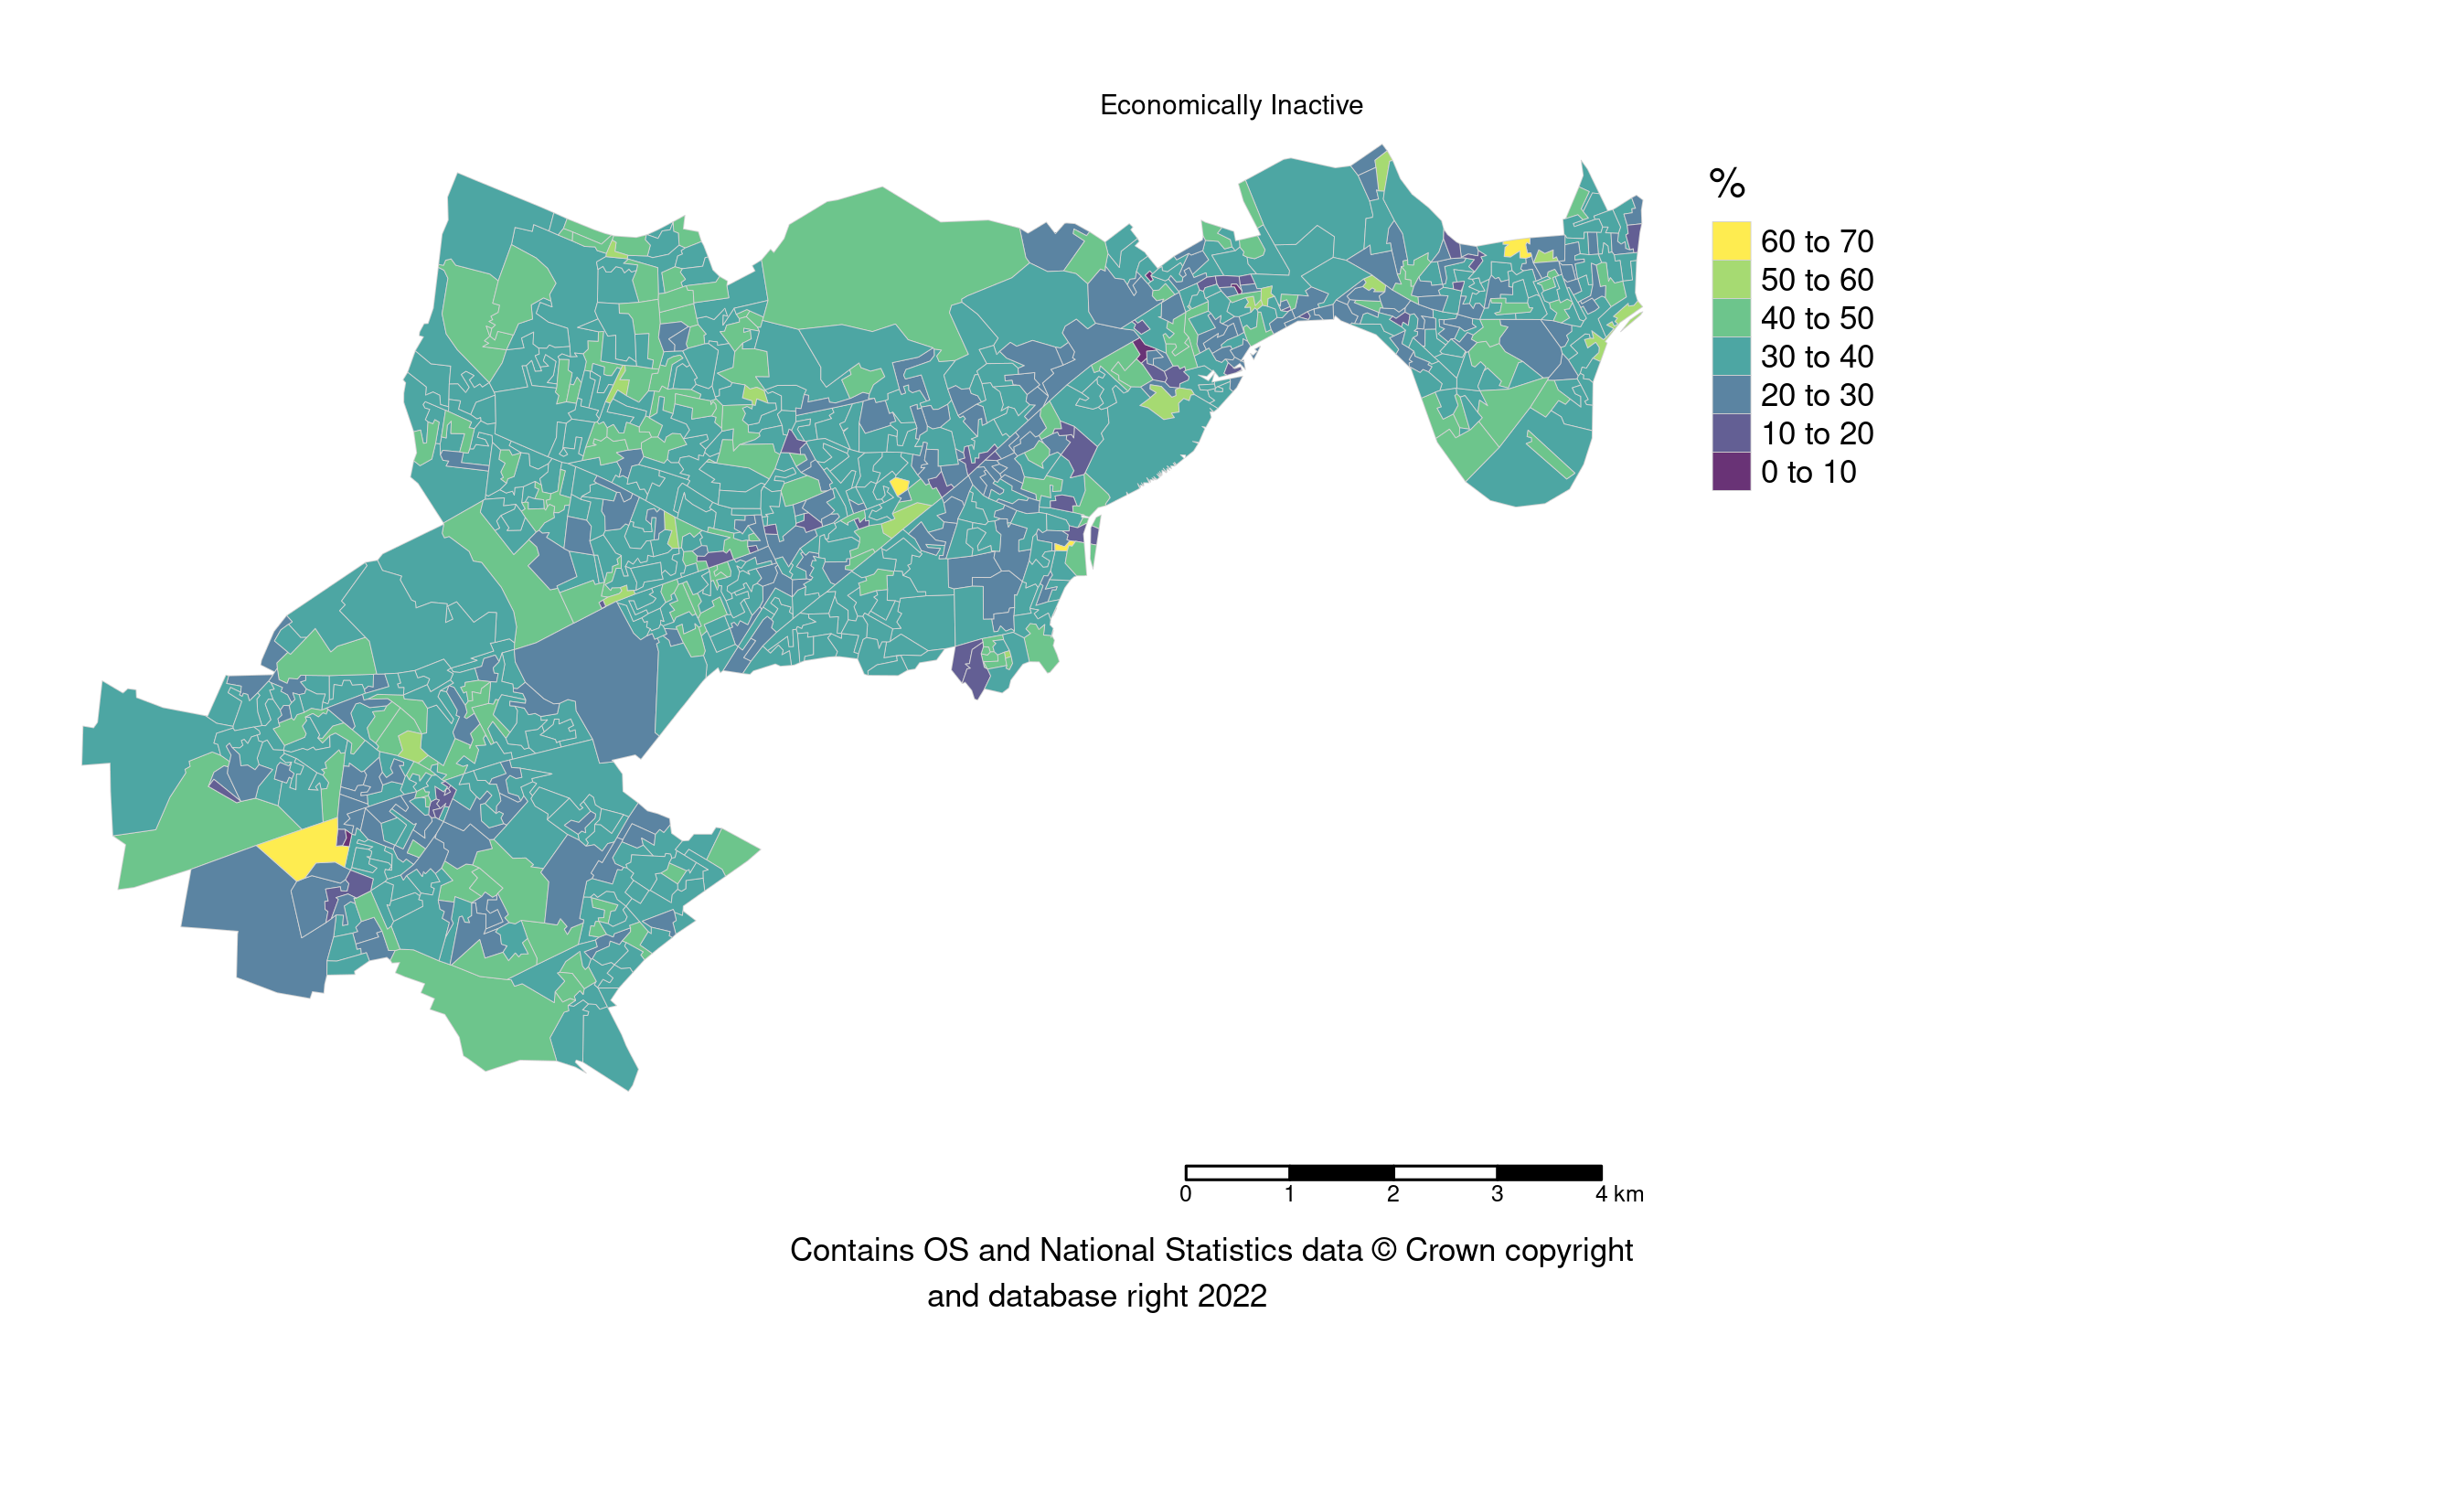 Economically Inactive
%
60 to 70
50 to 60
40 to 50
30 to 40
20 to 30
10 to 20
0 to 10
0 1 2 3 4 km
Contains OS and National Statistics data © Crown copyright
and database right 2022